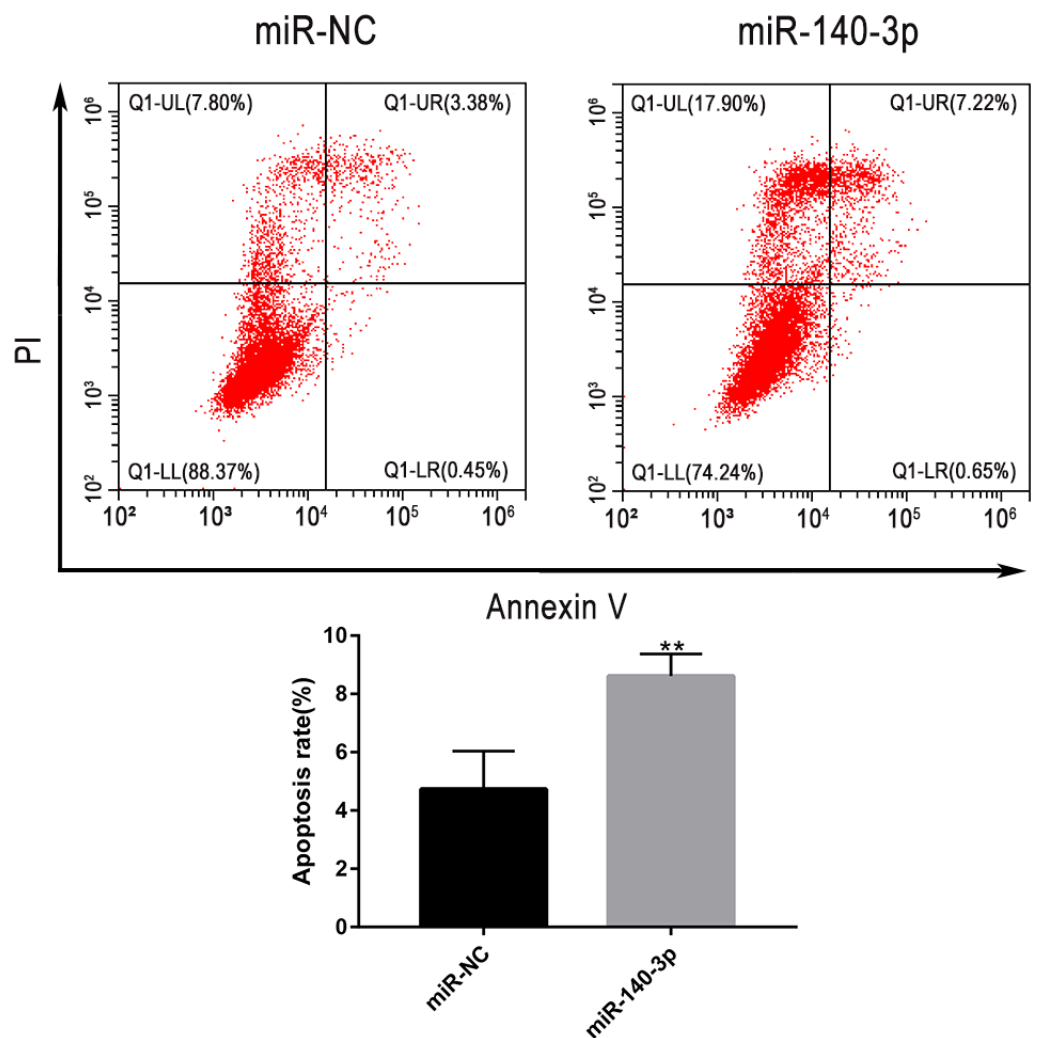 miR-NC
miR-140-3p
PI
Q1-UL(7.80%)
Q1-UR(3.38%)
Q1-LL(88.37%)
Q1-LR(0.45%)
10⁶
10⁵
10⁴
10³
10²
10² 10³ 10⁴ 10⁵ 10⁶
Q1-UL(17.90%)
Q1-UR(7.22%)
Q1-LL(74.24%)
Q1-LR(0.65%)
10⁶
10⁵
10⁴
10³
10²
10² 10³ 10⁴ 10⁵ 10⁶
Annexin V
Apoptosis rate(%)
10
8
6
4
2
0
**
miR-NC
miR-140-3p